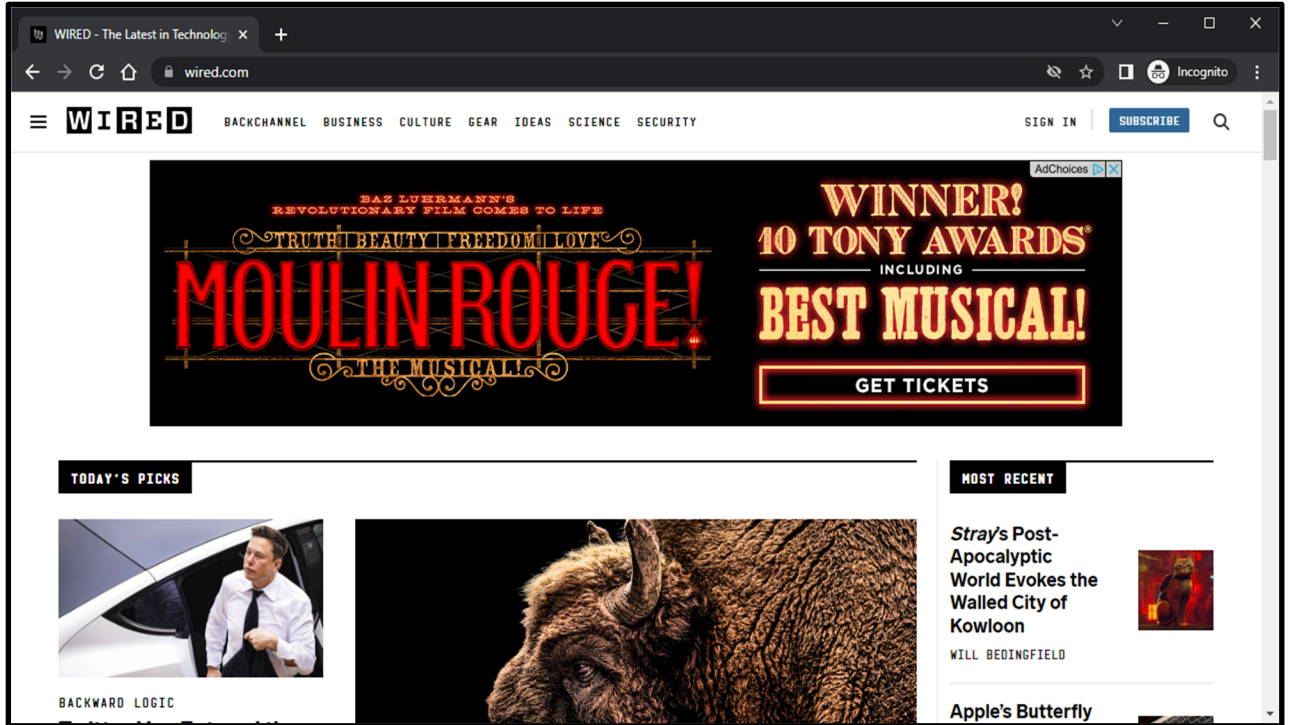 WIRED - The Latest in Technolog
wired.com
Incognito
WIRED
BACKCHANNEL BUSINESS CULTURE GEAR IDEAS SCIENCE SECURITY
SIGN IN
SUBSCRIBE
AdChoices
BAZ LUHRMANN'S
REVOLUTIONARY FILM COMES TO LIFE
TRUTH BEAUTY FREEDOM LOVE
MOULIN ROUGE!
THE MUSICAL!
WINNER!
10 TONY AWARDS®
INCLUDING
BEST MUSICAL!
GET TICKETS
TODAY'S PICKS
BACKWARD LOGIC
MOST RECENT
Stray's Post-
Apocalyptic
World Evokes the
Walled City of
Kowloon
WILL BEDINGFIELD
Apple's Butterfly